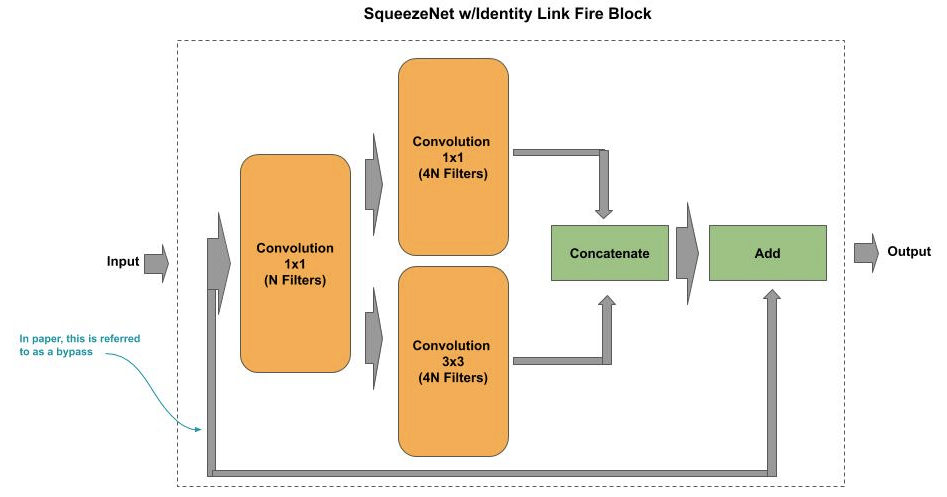 SqueezeNet w/Identity Link Fire Block
Convolution
1x1
(4N Filters)
Convolution
1x1
(N Filters)
Input
Concatenate
Add
Output
In paper, this is referred
to as a bypass
Convolution
3x3
(4N Filters)